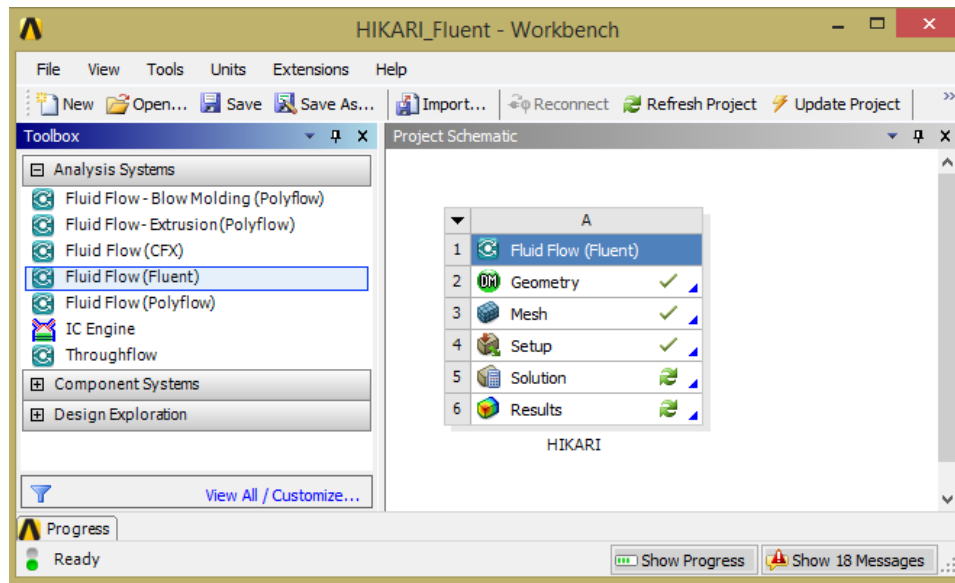 HIKARI_Fluent - Workbench
File View Tools Units Extensions Help
New Open... Save Save As... Import... Reconnect Refresh Project Update Project »
Toolbox
Analysis Systems
Fluid Flow - Blow Molding (Polyflow)
Fluid Flow - Extrusion (Polyflow)
Fluid Flow (CFX)
Fluid Flow (Fluent)
Fluid Flow (Polyflow)
IC Engine
Throughflow
Component Systems
Design Exploration
View All / Customize...
Project Schematic
A
1 Fluid Flow (Fluent)
2 DM Geometry
3 Mesh
4 Setup
5 Solution
6 Results
HIKARI
Progress
Ready Show Progress Show 18 Messages